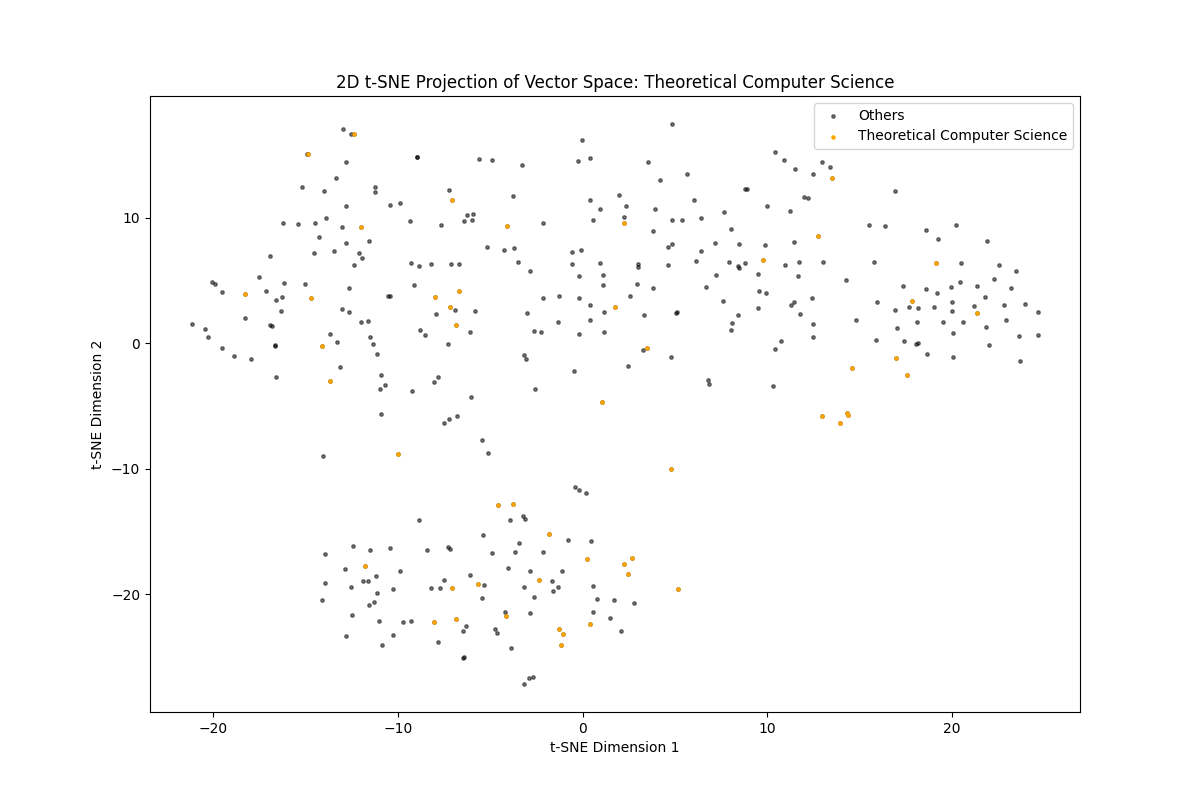 2D t-SNE Projection of Vector Space: Theoretical Computer Science
Others
Theoretical Computer Science
10
0
−10
−20
t-SNE Dimension 2
−20
−10
0
10
20
t-SNE Dimension 1